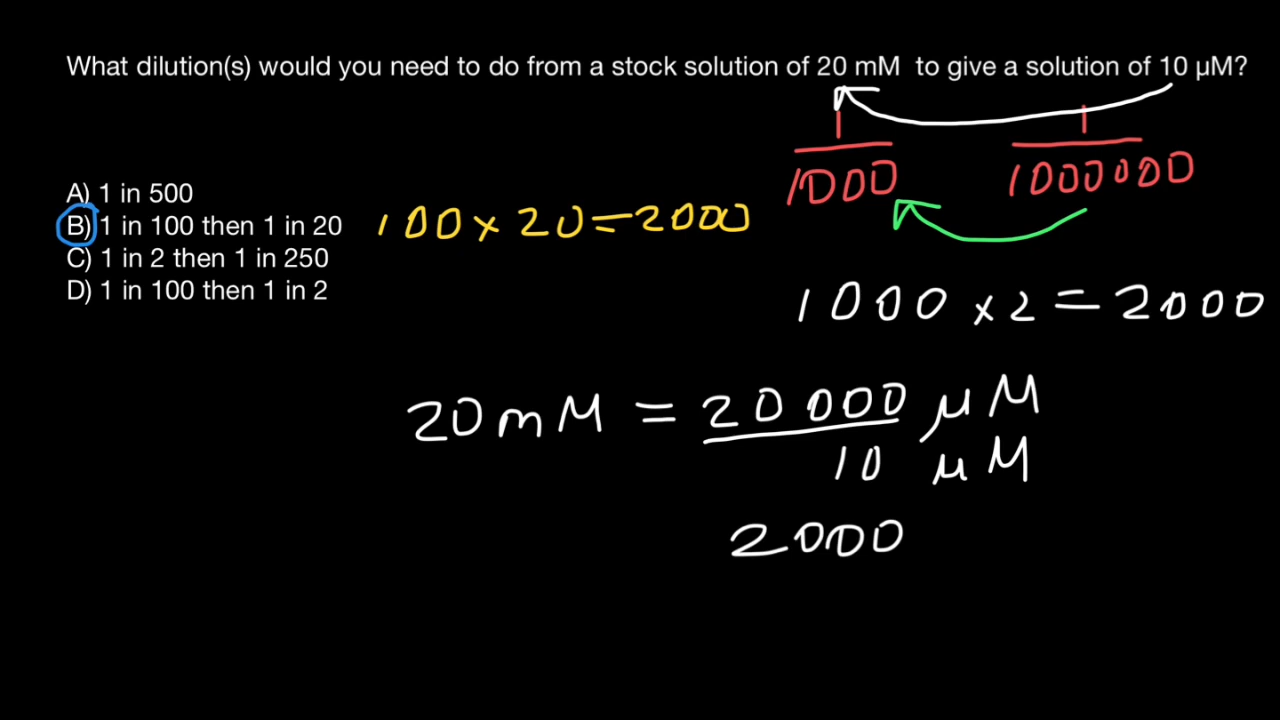 What dilution(s) would you need to do from a stock solution of 20 mM to give a solution of 10 µM?
1
1
1000
1000000
A) 1 in 500
B) 1 in 100 then 1 in 20
100 x 20 = 2000
C) 1 in 2 then 1 in 250
D) 1 in 100 then 1 in 2
1000 x 2 = 2000
20 mM = 20 000 µM
10 µM
2000